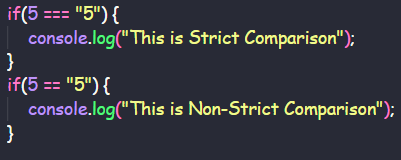 if(5 === "5") {
console.log("This is Strict Comparison");
}
if(5 == "5") {
console.log("This is Non-Strict Comparison");
}